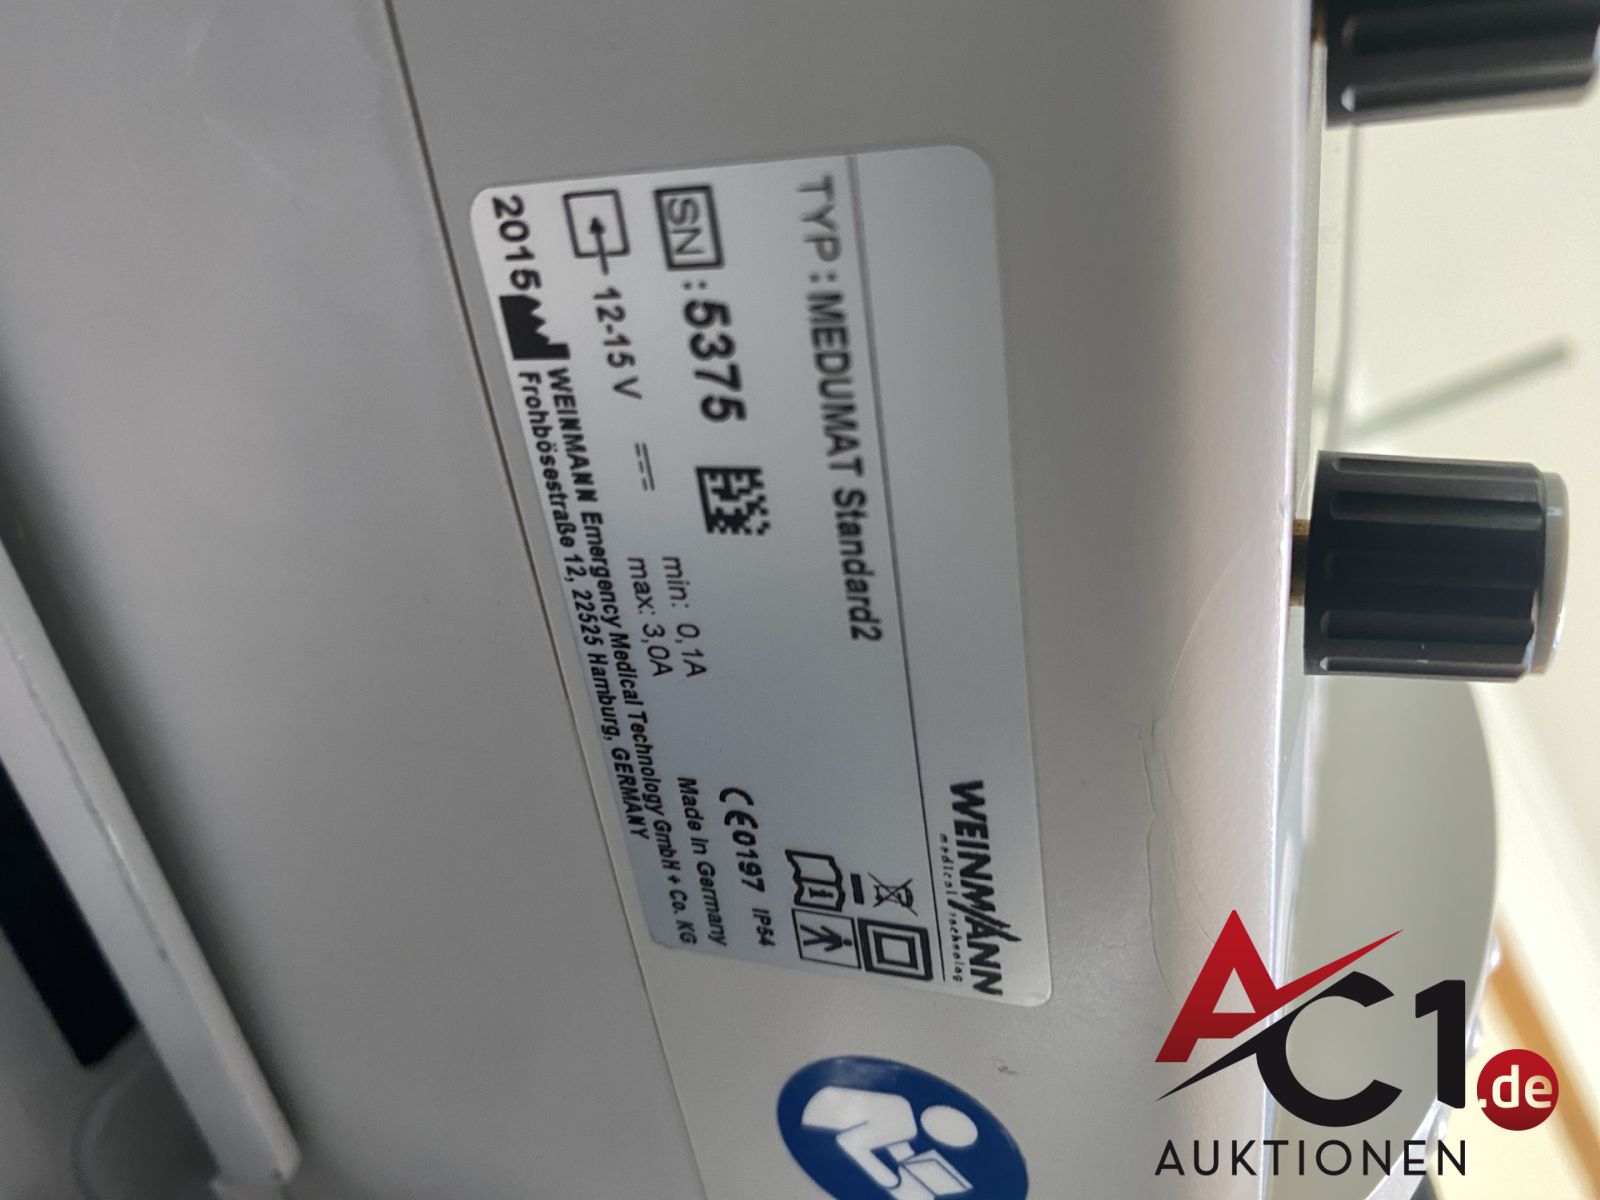 WEINMANN
medical technology
TYP: MEDUMAT Standard2
SN : 5375
12-15 V
min: 0,1A
max: 3,0A
CE0197 IP54
Made in Germany
2015
WEINMANN Emergency Medical Technology GmbH + Co. KG
Frohbösestraße 12, 22525 Hamburg, GERMANY
AC1.de
AUKTIONEN